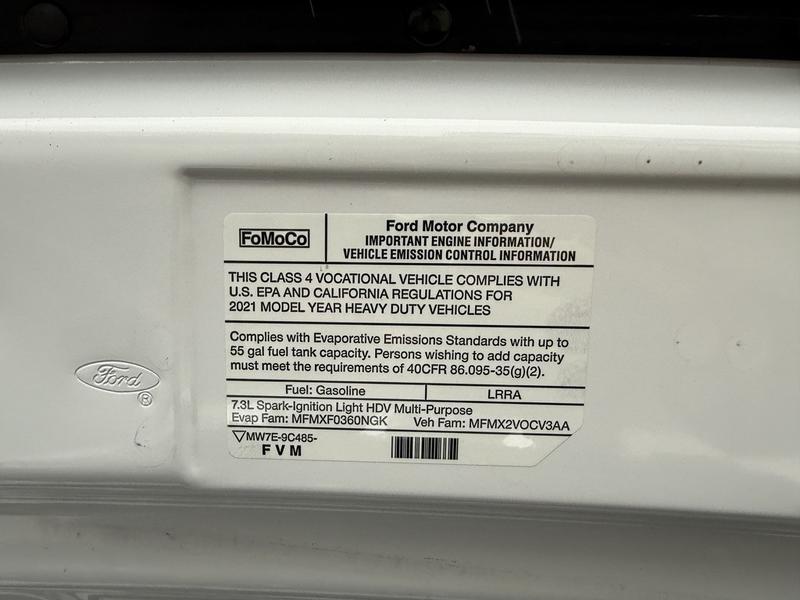 FoMoCo
Ford Motor Company
IMPORTANT ENGINE INFORMATION/
VEHICLE EMISSION CONTROL INFORMATION
THIS CLASS 4 VOCATIONAL VEHICLE COMPLIES WITH
U.S. EPA AND CALIFORNIA REGULATIONS FOR
2021 MODEL YEAR HEAVY DUTY VEHICLES
Complies with Evaporative Emissions Standards with up to
55 gal fuel tank capacity. Persons wishing to add capacity
must meet the requirements of 40CFR 86.095-35(g)(2).
Fuel: Gasoline LRRA
7.3L Spark-Ignition Light HDV Multi-Purpose
Evap Fam: MFMXF0360NGK Veh Fam: MFMX2VOCV3AA
MW7E-9C485-
F V M
Ford ®